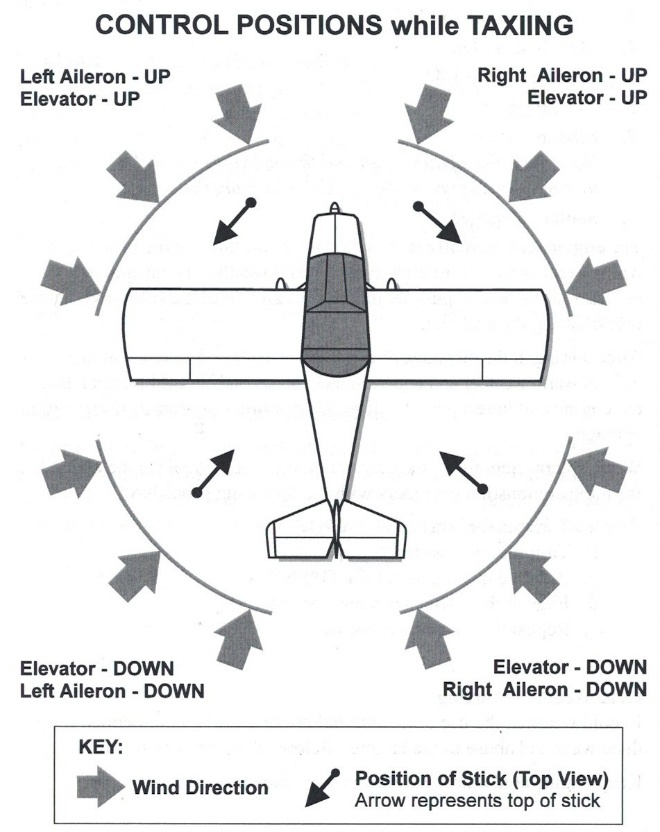 CONTROL POSITIONS while TAXIING
Left Aileron - UP
Elevator - UP
Right Aileron - UP
Elevator - UP
Elevator - DOWN
Left Aileron - DOWN
Elevator - DOWN
Right Aileron - DOWN
KEY:
Wind Direction
Position of Stick (Top View)
Arrow represents top of stick